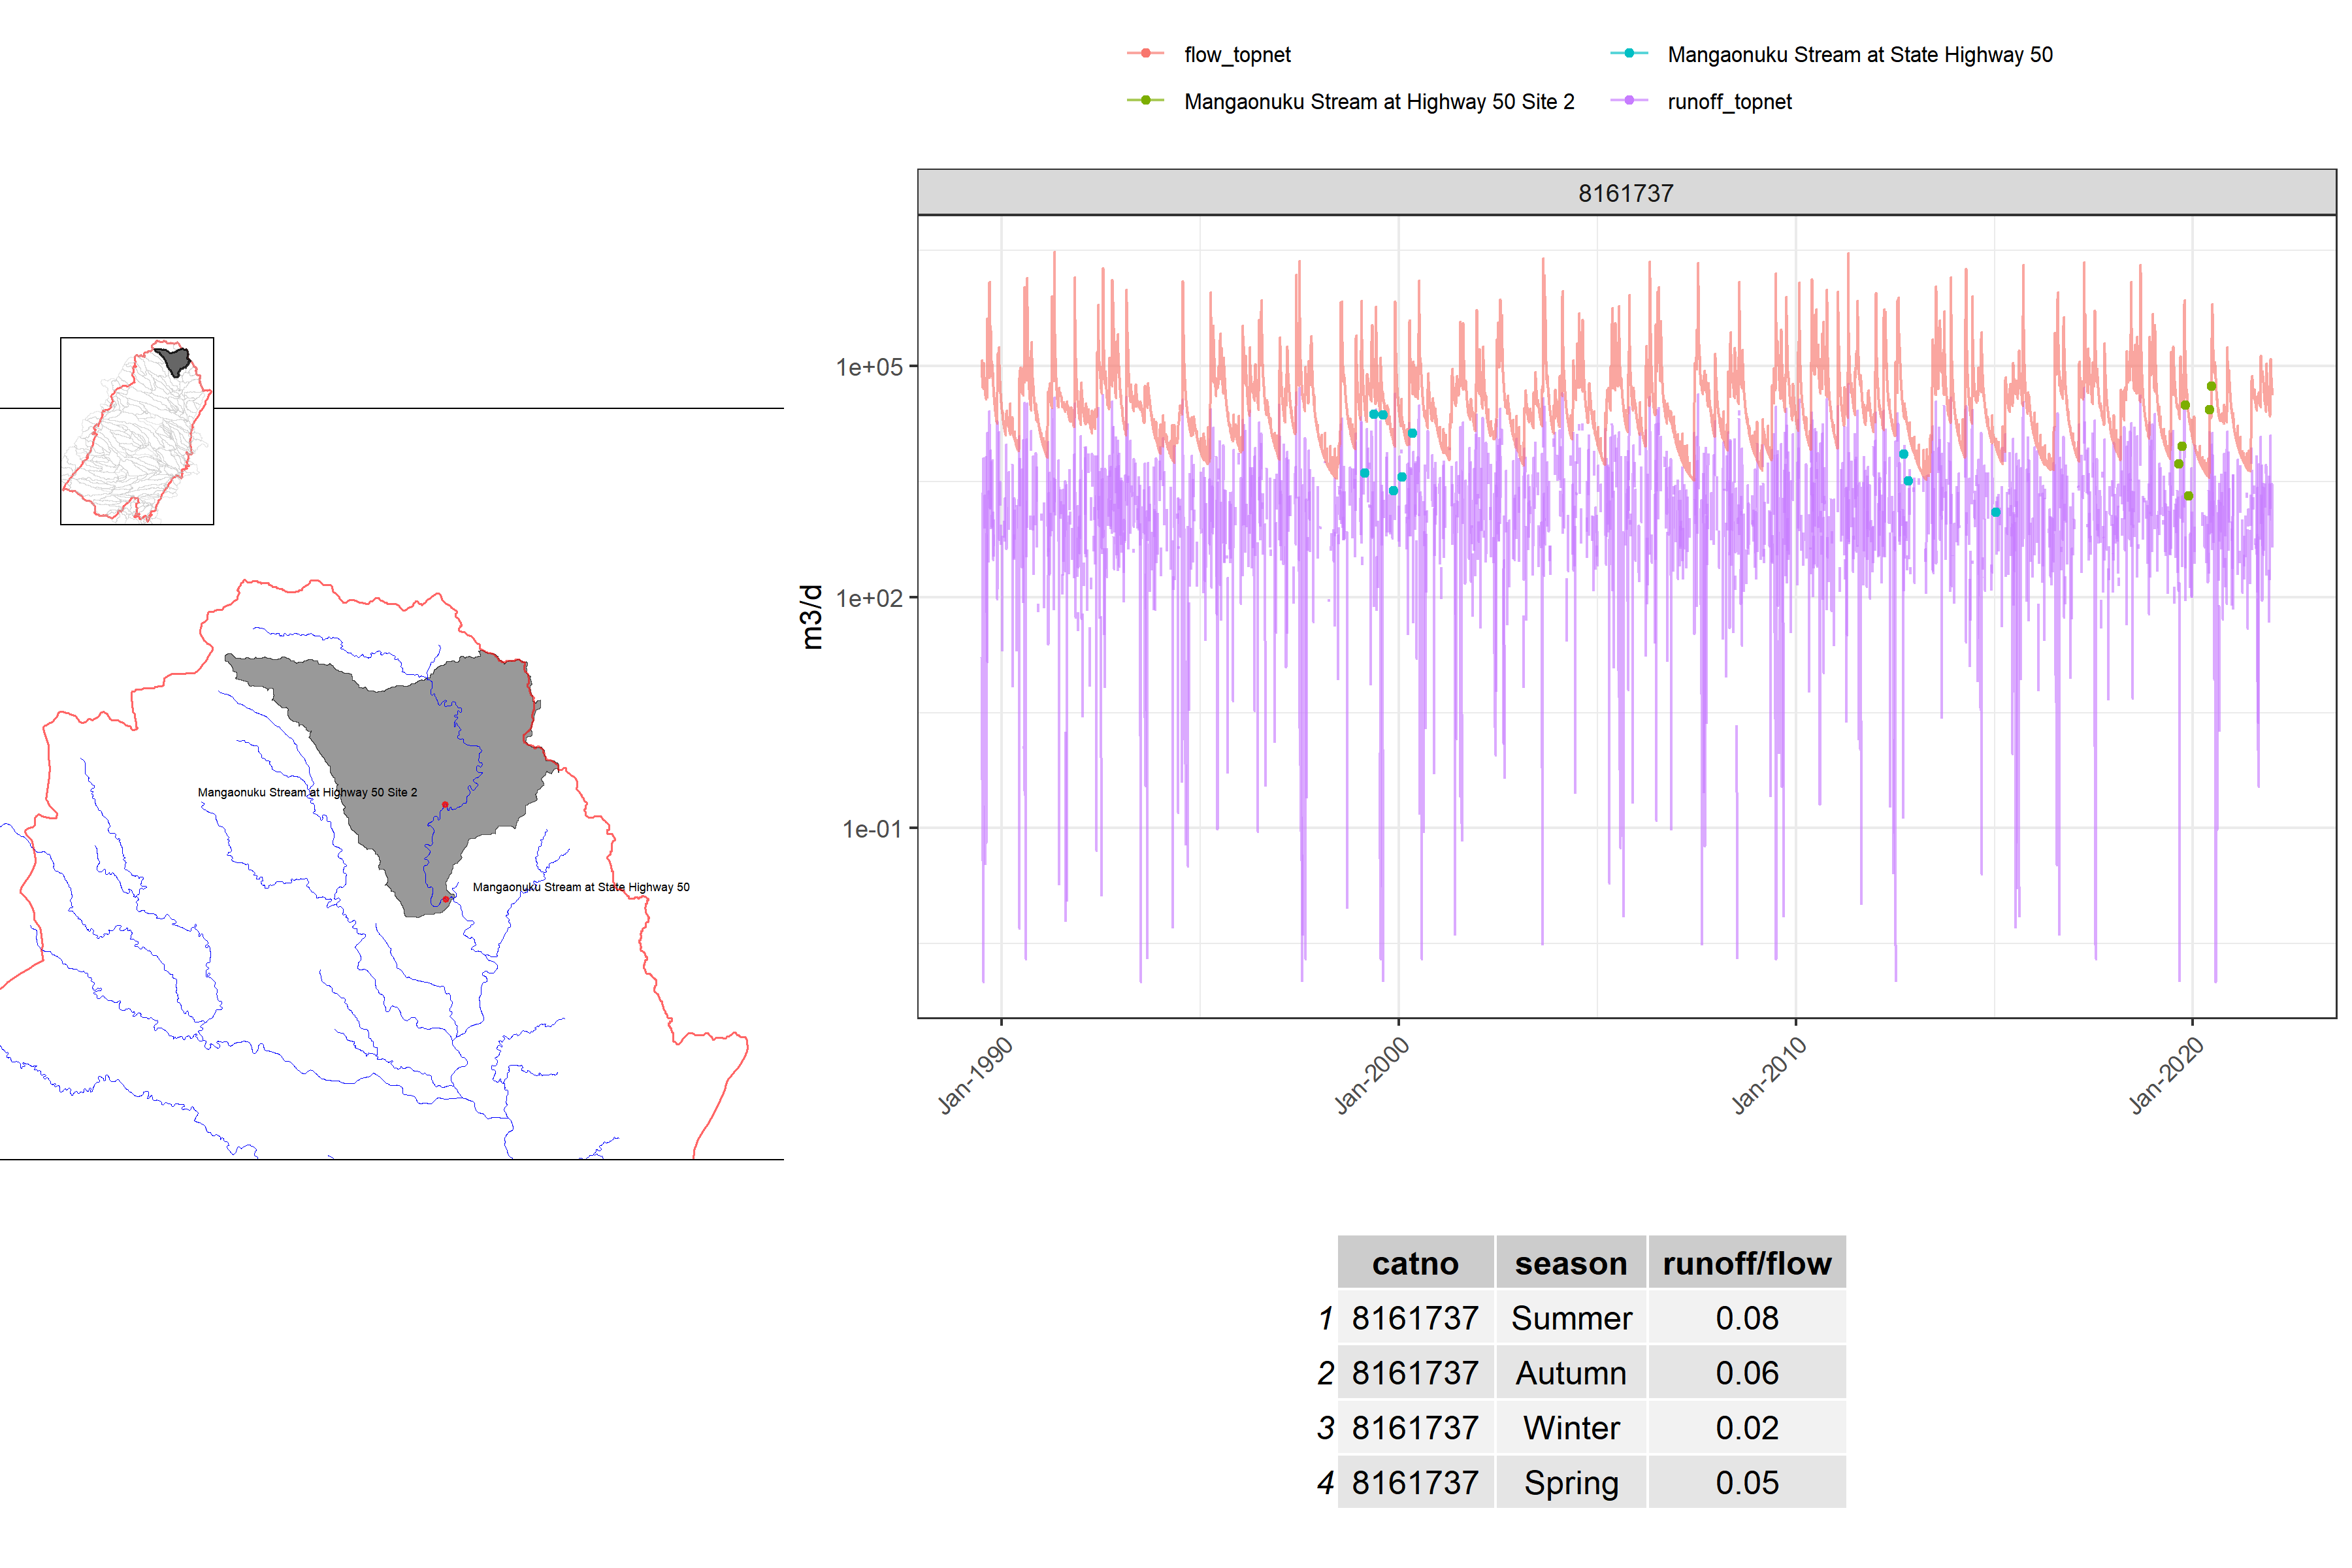 flow_topnet
Mangaonuku Stream at State Highway 50
Mangaonuku Stream at Highway 50 Site 2
runoff_topnet
8161737
m3/d
1e+05
1e+02
1e-01
Jan-1990
Jan-2000
Jan-2010
Jan-2020
Mangaonuku Stream at Highway 50 Site 2
Mangaonuku Stream at State Highway 50
catno season runoff/flow
1 8161737 Summer 0.08
2 8161737 Autumn 0.06
3 8161737 Winter 0.02
4 8161737 Spring 0.05